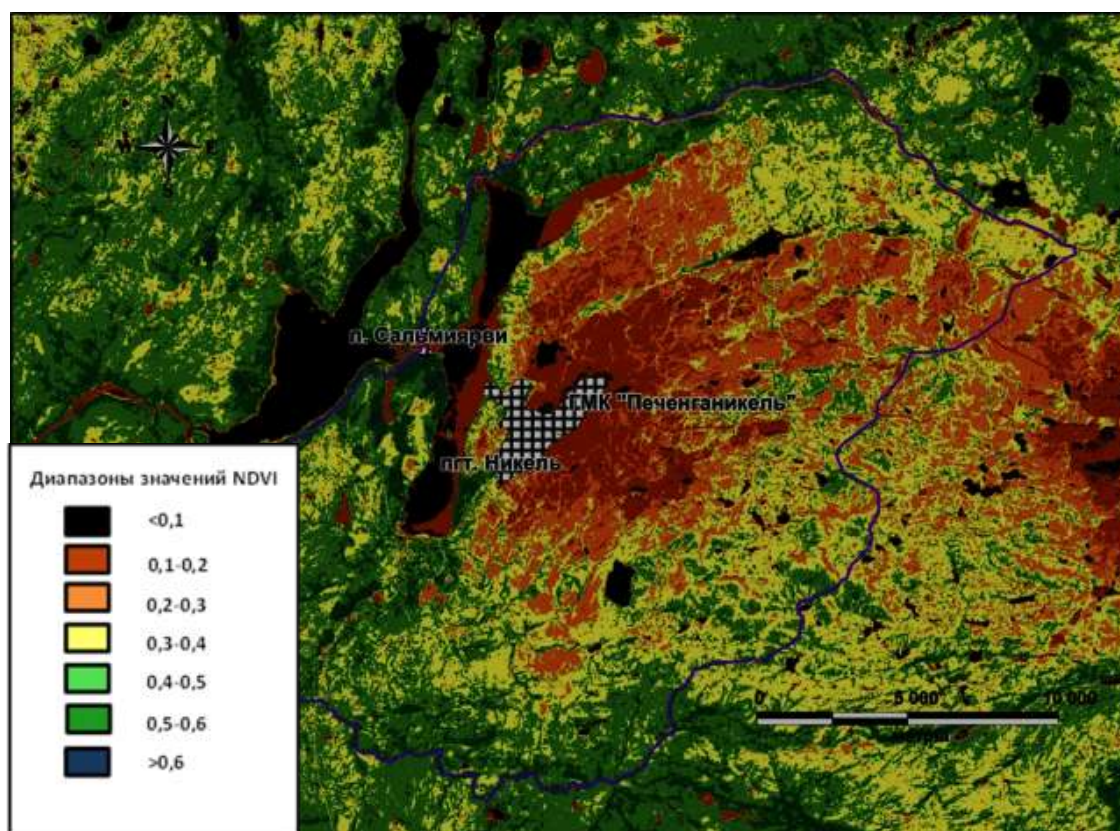 N
W
E
S
п. Сальмиярви
ГМК "Печенганикель"
пгт. Никель
Диапазоны значений NDVI
<0,1
0,1-0,2
0,2-0,3
0,3-0,4
0,4-0,5
0,5-0,6
>0,6
0 5 000 10 000